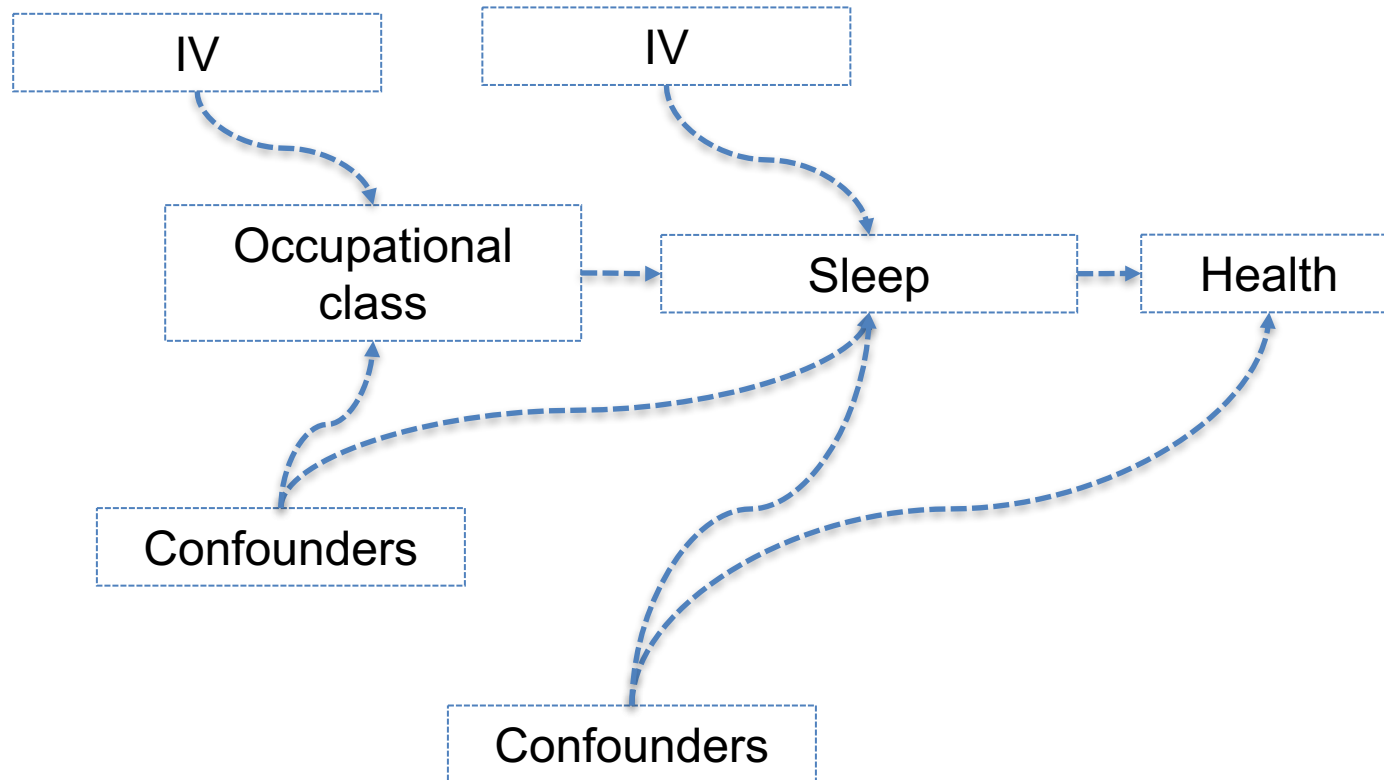 IV
IV
Occupational
class
Sleep
Health
Confounders
Confounders